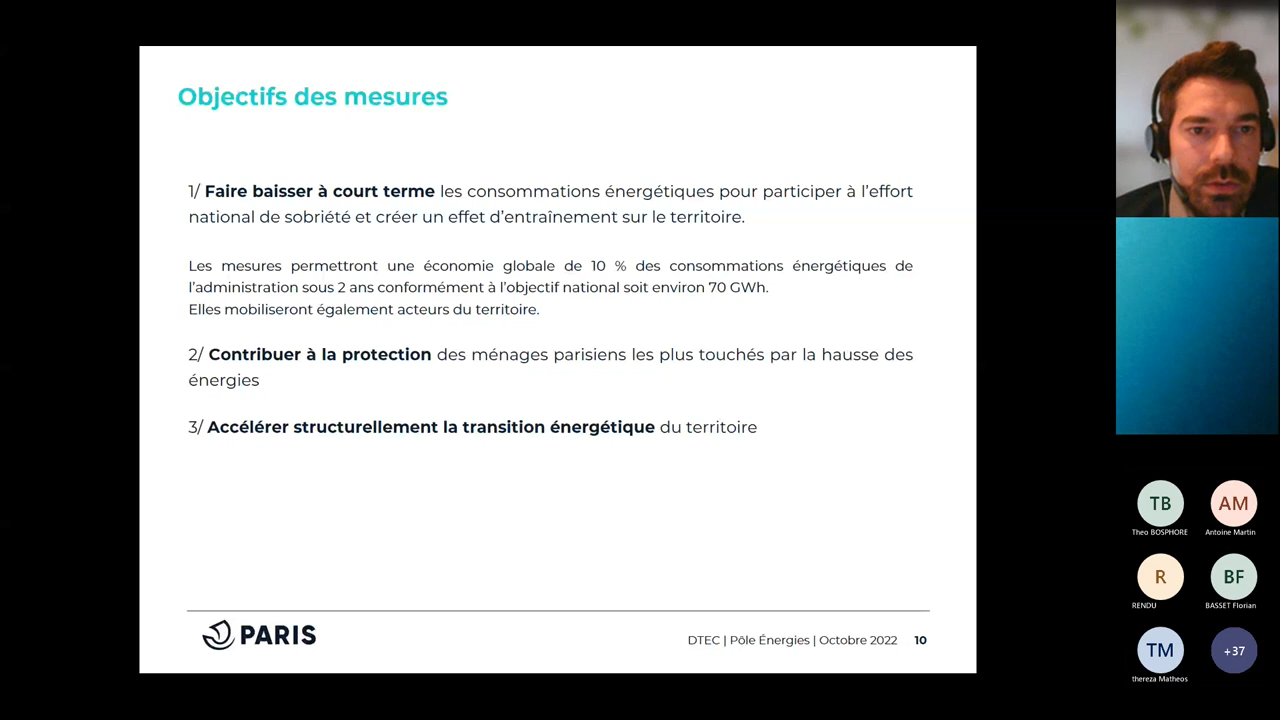 Objectifs des mesures
1/ Faire baisser à court terme les consommations énergétiques pour participer à l'effort
national de sobriété et créer un effet d'entraînement sur le territoire.
Les mesures permettront une économie globale de 10 % des consommations énergétiques de
l'administration sous 2 ans conformément à l'objectif national soit environ 70 GWh.
Elles mobiliseront également acteurs du territoire.
2/ Contribuer à la protection des ménages parisiens les plus touchés par la hausse des
énergies
3/ Accélérer structurellement la transition énergétique du territoire
PARIS
DTEC | Pôle Énergies | Octobre 2022 10
TB AM
Theo BOSPHORE Antoine Martin
R BF
RENDU BASSET Florian
TM +37
thereza Matheos